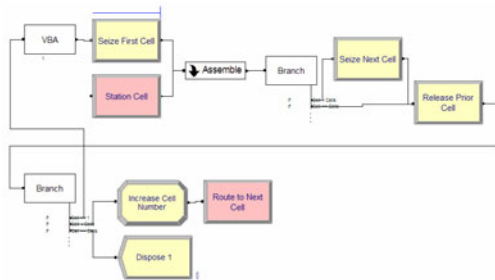 VBA
Seize First Cell
Station Cell
Assemble
Branch
Seize Next Cell
Release Prior
Cell
Branch
Increase Cell
Number
Route to Next
Cell
Dispose 1